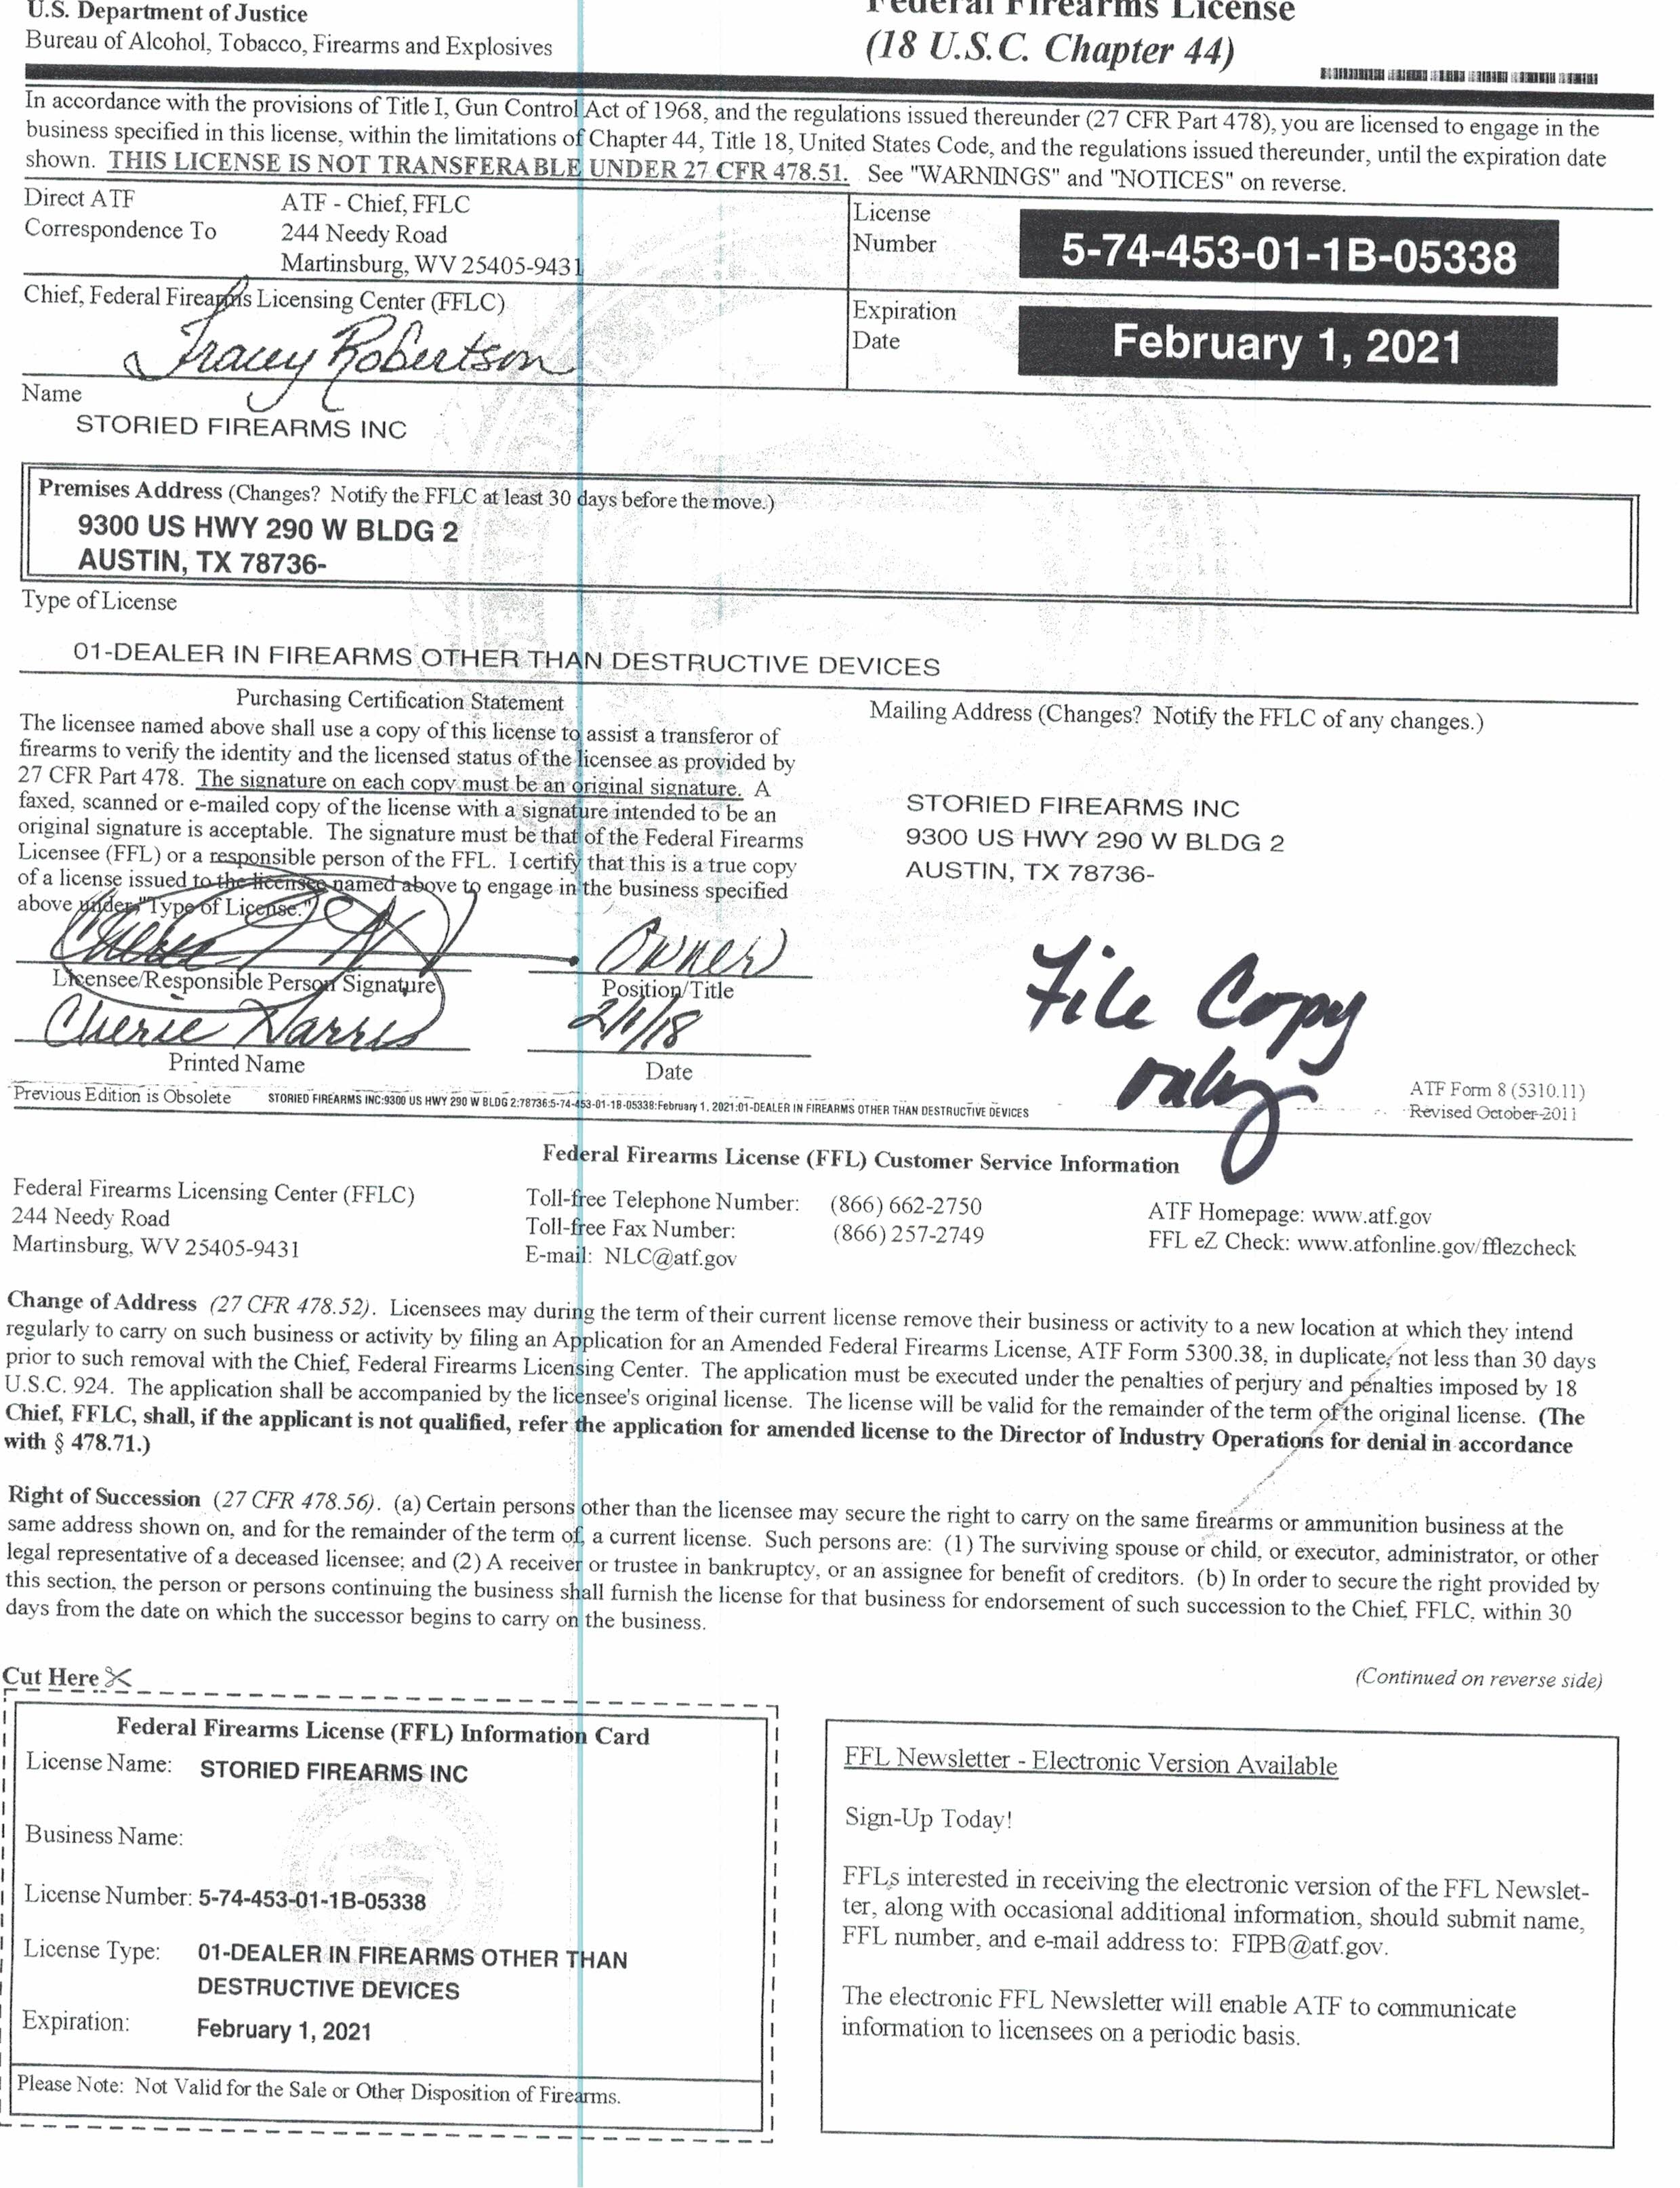 U.S. Department of Justice
Bureau of Alcohol, Tobacco, Firearms and Explosives
Federal Firearms License
(18 U.S.C. Chapter 44)
In accordance with the provisions of Title I, Gun Control Act of 1968, and the regulations issued thereunder (27 CFR Part 478), you are licensed to engage in the
business specified in this license, within the limitations of Chapter 44, Title 18, United States Code, and the regulations issued thereunder, until the expiration date
shown. THIS LICENSE IS NOT TRANSFERABLE UNDER 27 CFR 478.51. See "WARNINGS" and "NOTICES" on reverse.
Direct ATF
Correspondence To
ATF - Chief, FFLC
244 Needy Road
Martinsburg, WV 25405-9431
License
Number
5-74-453-01-1B-05338
Chief, Federal Firearms Licensing Center (FFLC)
Tracey Robertson
Expiration
Date
February 1, 2021
Name
STORIED FIREARMS INC
Premises Address (Changes? Notify the FFLC at least 30 days before the move.)
9300 US HWY 290 W BLDG 2
AUSTIN, TX 78736-
Type of License
01-DEALER IN FIREARMS OTHER THAN DESTRUCTIVE DEVICES
Purchasing Certification Statement
The licensee named above shall use a copy of this license to assist a transferor of
firearms to verify the identity and the licensed status of the licensee as provided by
27 CFR Part 478. The signature on each copy must be an original signature. A
faxed, scanned or e-mailed copy of the license with a signature intended to be an
original signature is acceptable. The signature must be that of the Federal Firearms
Licensee (FFL) or a responsible person of the FFL. I certify that this is a true copy
of a license issued to the licensee named above to engage in the business specified
above under "Type of License."
Mailing Address (Changes? Notify the FFLC of any changes.)
STORIED FIREARMS INC
9300 US HWY 290 W BLDG 2
AUSTIN, TX 78736-
Owner
Licensee/Responsible Person Signature
Position/Title
Cherie Harris
2/1/18
Printed Name
Date
File Copy
only
Previous Edition is Obsolete
STORIED FIREARMS INC:9300 US HWY 290 W BLDG 2:78736:5-74-453-01-1B-05338:February 1, 2021:01-DEALER IN FIREARMS OTHER THAN DESTRUCTIVE DEVICES
ATF Form 8 (5310.11)
Revised October 2011
Federal Firearms License (FFL) Customer Service Information
Federal Firearms Licensing Center (FFLC)
244 Needy Road
Martinsburg, WV 25405-9431
Toll-free Telephone Number: (866) 662-2750
Toll-free Fax Number: (866) 257-2749
E-mail: NLC@atf.gov
ATF Homepage: www.atf.gov
FFL eZ Check: www.atfonline.gov/fflezcheck
Change of Address (27 CFR 478.52). Licensees may during the term of their current license remove their business or activity to a new location at which they intend
regularly to carry on such business or activity by filing an Application for an Amended Federal Firearms License, ATF Form 5300.38, in duplicate, not less than 30 days
prior to such removal with the Chief, Federal Firearms Licensing Center. The application must be executed under the penalties of perjury and penalties imposed by 18
U.S.C. 924. The application shall be accompanied by the licensee's original license. The license will be valid for the remainder of the term of the original license. (The
Chief, FFLC, shall, if the applicant is not qualified, refer the application for amended license to the Director of Industry Operations for denial in accordance
with § 478.71.)
Right of Succession (27 CFR 478.56). (a) Certain persons other than the licensee may secure the right to carry on the same firearms or ammunition business at the
same address shown on, and for the remainder of the term of, a current license. Such persons are: (1) The surviving spouse or child, or executor, administrator, or other
legal representative of a deceased licensee; and (2) A receiver or trustee in bankruptcy, or an assignee for benefit of creditors. (b) In order to secure the right provided by
this section, the person or persons continuing the business shall furnish the license for that business for endorsement of such succession to the Chief, FFLC, within 30
days from the date on which the successor begins to carry on the business.
Cut Here
(Continued on reverse side)
Federal Firearms License (FFL) Information Card
License Name: STORIED FIREARMS INC
Business Name:
License Number: 5-74-453-01-1B-05338
License Type: 01-DEALER IN FIREARMS OTHER THAN
DESTRUCTIVE DEVICES
Expiration: February 1, 2021
Please Note: Not Valid for the Sale or Other Disposition of Firearms.
FFL Newsletter - Electronic Version Available
Sign-Up Today!
FFLs interested in receiving the electronic version of the FFL Newslet-
ter, along with occasional additional information, should submit name,
FFL number, and e-mail address to: FIPB@atf.gov.
The electronic FFL Newsletter will enable ATF to communicate
information to licensees on a periodic basis.